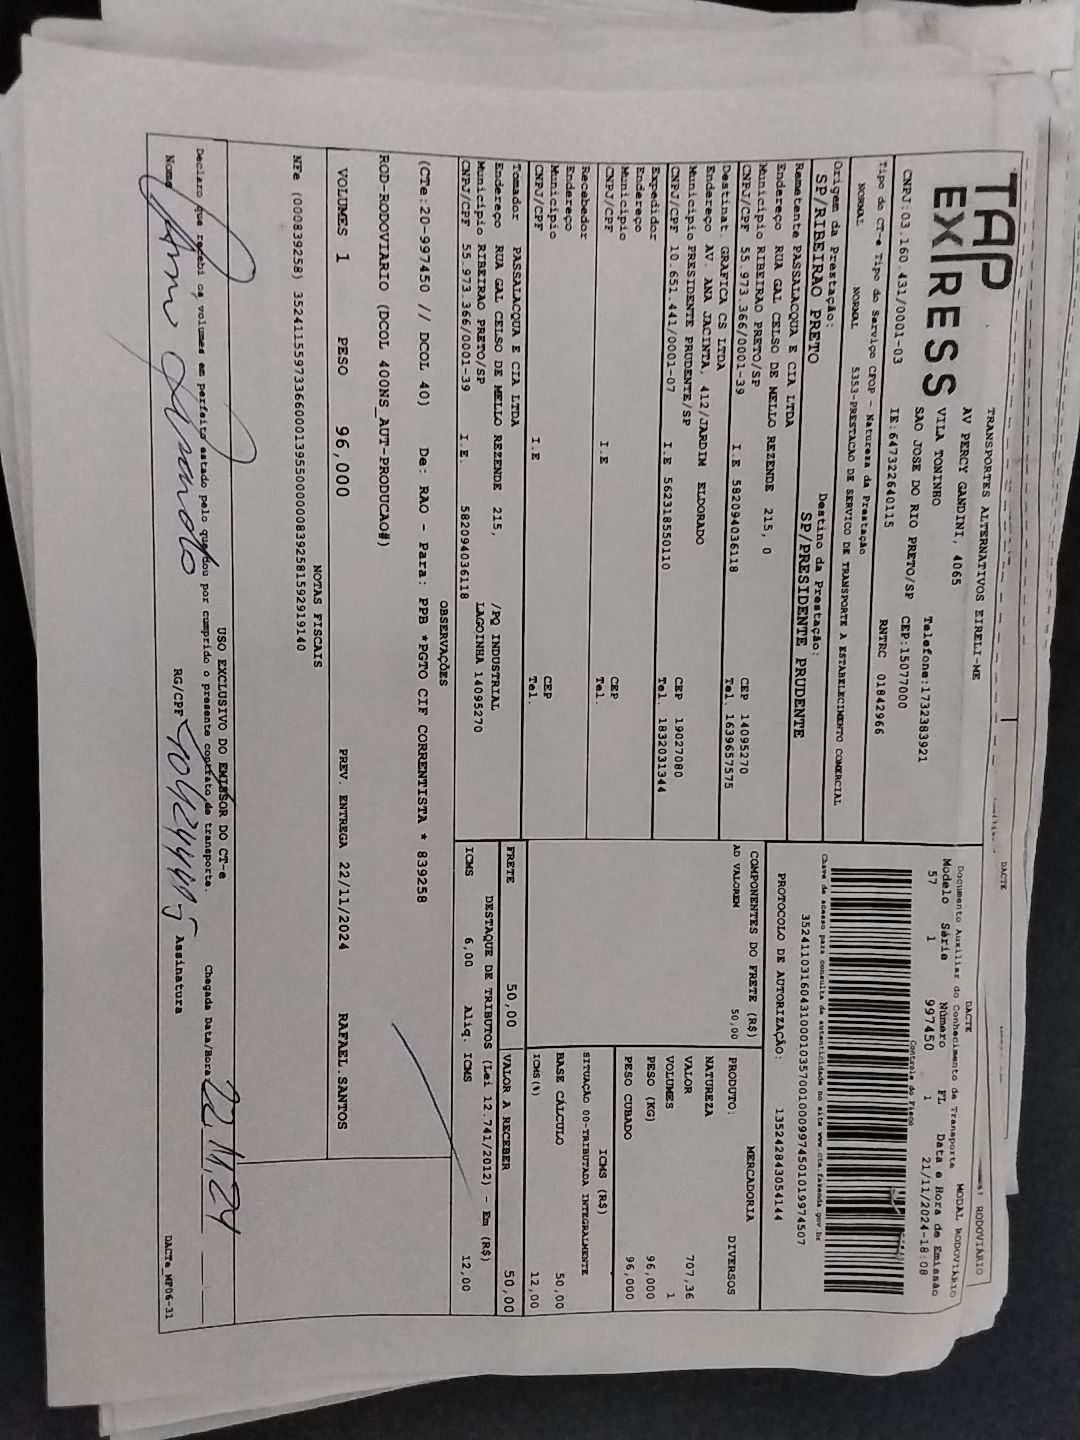 DACTE
TAP
EXPRESS
TRANSPORTES ALTERNATIVOS EIRELI-ME
AV PERCY GANDINI, 4065
VILA TONINHO
SAO JOSE DO RIO PRETO/SP
Telefone:1732383921
CEP:15077000
CNPJ:03.160.431/0001-03 IE:647322640115 RNTRC 01842966
Tipo do CT-e Tipo do Serviço CFOP - Natureza da Prestação
NORMAL NORMAL 5353-PRESTACAO DE SERVICO DE TRANSPORTE A ESTABELECIMENTO COMERCIAL
Origem da Prestação: Destino da Prestação:
SP/RIBEIRAO PRETO SP/PRESIDENTE PRUDENTE
Remetente PASSALACQUA E CIA LTDA
Endereço RUA GAL CELSO DE MELLO REZENDE 215, 0
Município RIBEIRAO PRETO/SP CEP 14095270
CNPJ/CPF 55.973.366/0001-39 I.E 582094036118 Tel. 1639657575
Destinat. GRAFICA CS LTDA
Endereço AV. ANA JACINTA, 412/JARDIM ELDORADO
Município PRESIDENTE PRUDENTE/SP CEP 19027080
CNPJ/CPF 10.651.441/0001-07 I.E 562318550110 Tel. 1832031344
Expedidor
Endereço
Município CEP
CNPJ/CPF I.E Tel.
Recebedor
Endereço
Município CEP
CNPJ/CPF I.E Tel.
Tomador PASSALACQUA E CIA LTDA
Endereço RUA GAL CELSO DE MELLO REZENDE 215, /PQ INDUSTRIAL
Município RIBEIRAO PRETO/SP LAGOINHA 14095270
CNPJ/CPF 55.973.366/0001-39 I.E. 582094036118
DACTE MODAL RODOVIÁRIO
Documento Auxiliar do Conhecimento de Transporte RODOVIÁRIO
Modelo Série Número FL Data e Hora de Emissão
57 1 997450 1 21/11/2024-18:08
Controle do Fisco
Chave de acesso para consulta de autenticidade no site www.cte.fazenda.gov.br
35241103160431000103570010009974501019974507
PROTOCOLO DE AUTORIZAÇÃO: 135242843054144
COMPONENTES DO FRETE (R$)
AD VALOREM 50,00
PRODUTO: MERCADORIA
NATUREZA DIVERSOS
VALOR 707,36
VOLUMES 1
PESO (KG) 96,000
PESO CUBADO 96,000
ICMS (R$)
SITUAÇÃO 00-TRIBUTADA INTEGRALMENTE
BASE CÁLCULO 50,00
ICMS(%) 12,00
FRETE 50,00 VALOR A RECEBER 50,00
DESTAQUE DE TRIBUTOS (Lei 12.741/2012) - Em (R$)
ICMS 6,00 Aliq. ICMS 12,00
OBSERVAÇÕES
(CTe:20-997450 // DCOL 40) De: RAO - Para: PPB *PGTO CIF CORRENTISTA * 839258
ROD-RODOVIARIO (DCOL 400NS_AUT-PRODUCAO#)
VOLUMES 1 PESO 96,000 PREV. ENTREGA 22/11/2024 RAFAEL.SANTOS
NOTAS FISCAIS
NFe (000839258) 35241155973366000139550000008392581592919140
USO EXCLUSIVO DO EMISSOR DO CT-e
Declaro que recebi os volumes em perfeito estado pelo que dou por cumprido o presente contrato de transporte. Chegada Data/Hora 22.11.24
Nome RG/CPF Assinatura
DACTe_MP06-31